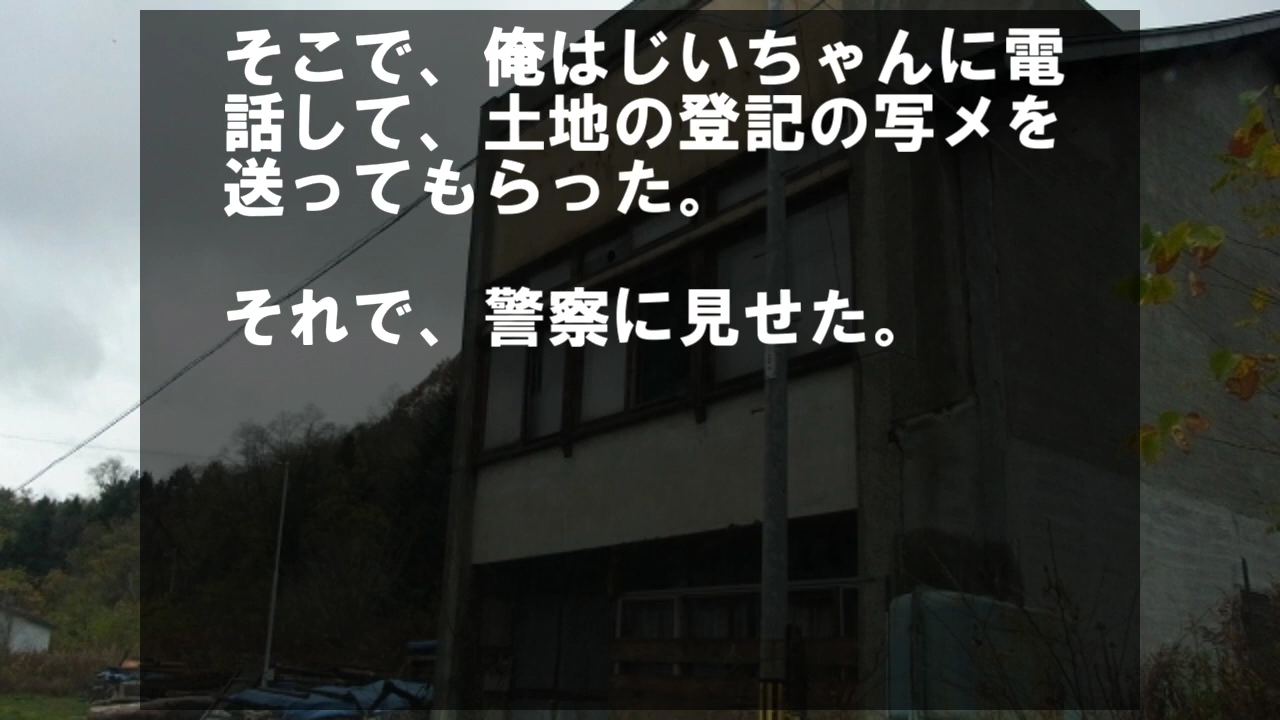 そこで、俺はじいちゃんに電
話して、土地の登記の写メを
送ってもらった。
それで、警察に見せた。